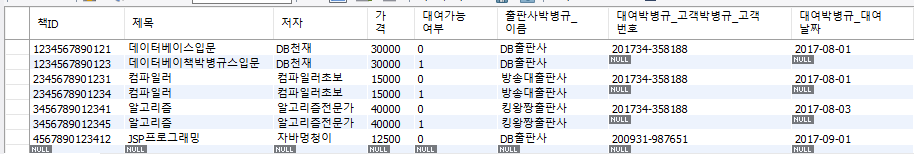 책ID 제목 저자 가격 대여가능여부 출판사박병규_이름 대여박병규_고객박병규_고객번호 대여박병규_대여날짜
1234567890121 데이터베이스입문 DB천재 30000 0 DB출판사 201734-358188 2017-08-01
1234567890123 데이터베이책박병규스입문 DB천재 30000 1 DB출판사 NULL NULL
2345678901231 컴파일러 컴파일러초보 15000 0 방송대출판사 201734-358188 2017-08-01
2345678901234 컴파일러 컴파일러초보 15000 1 방송대출판사 NULL NULL
3456789012341 알고리즘 알고리즘전문가 40000 0 킹왕짱출판사 201734-358188 2017-08-03
3456789012345 알고리즘 알고리즘전문가 40000 1 킹왕짱출판사 NULL NULL
4567890123412 JSP프로그래밍 자바멍청이 12500 0 DB출판사 200931-987651 2017-09-01
NULL NULL NULL NULL NULL NULL NULL NULL